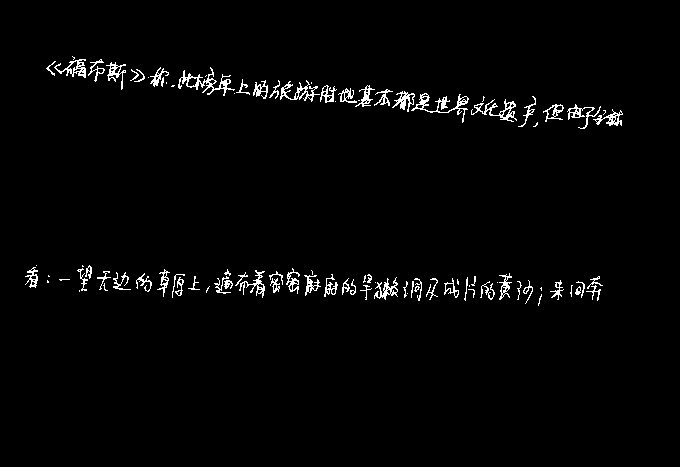 《福布斯》称,此榜单上的旅游胜地基本都是世界文化遗产,但由于全球
看:一望无边的草原上,遍布着密密麻麻的旱獭洞及成片的黄沙;来回奔